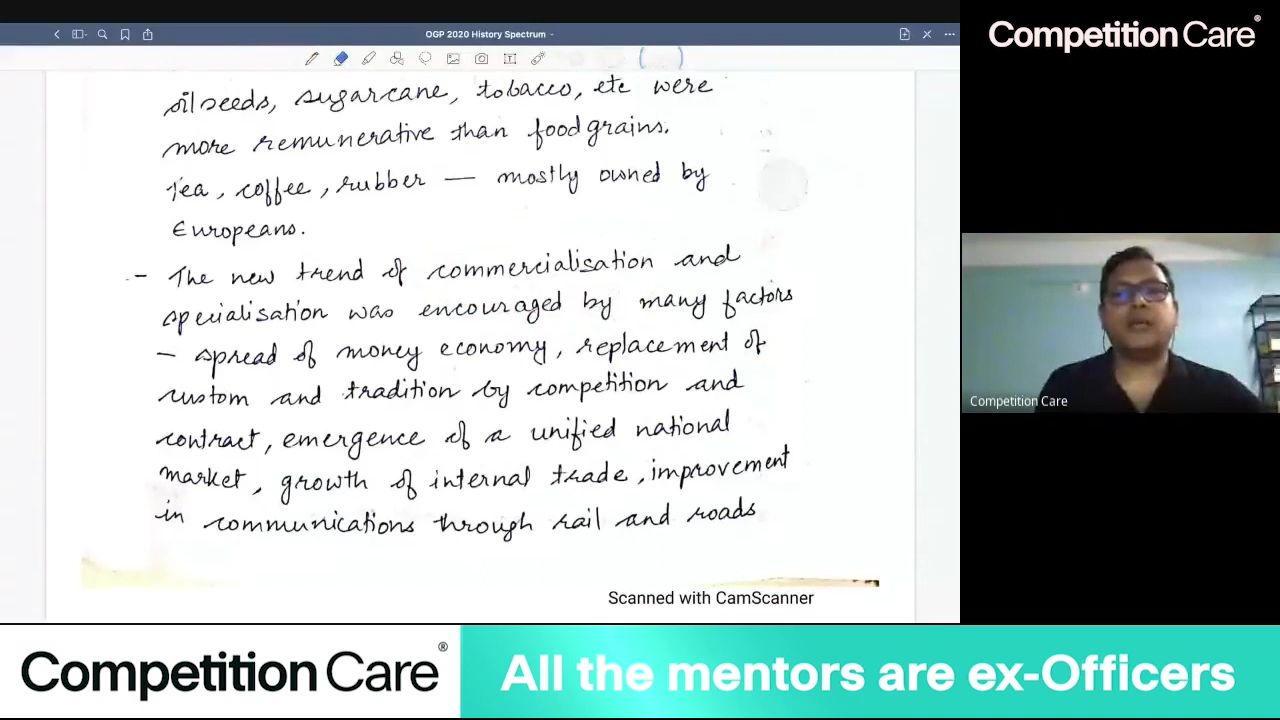 OGP 2020 History Spectrum
Competition Care®
oilseeds, sugarcane, tobacco, etc were
more remunerative than foodgrains.
Tea, coffee, rubber — mostly owned by
Europeans.
- The new trend of commercialisation and
specialisation was encouraged by many factors
- spread of money economy, replacement of
custom and tradition by competition and
contract, emergence of a unified national
market, growth of internal trade, improvement
in communications through rail and roads
Scanned with CamScanner
Competition Care
Competition Care®
All the mentors are ex-Officers